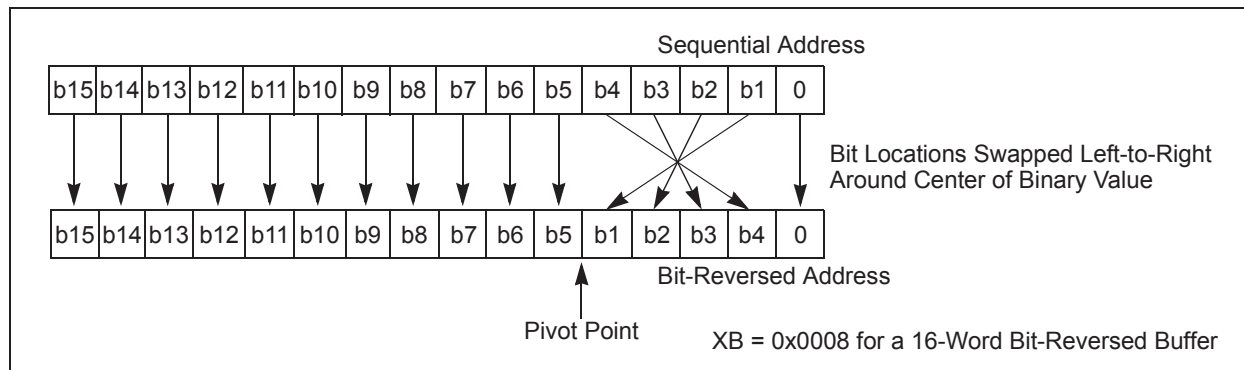 Sequential Address
b15 b14 b13 b12 b11 b10 b9 b8 b7 b6 b5 b4 b3 b2 b1 0
Bit Locations Swapped Left-to-Right
Around Center of Binary Value
b15 b14 b13 b12 b11 b10 b9 b8 b7 b6 b5 b1 b2 b3 b4 0
Bit-Reversed Address
Pivot Point
XB = 0x0008 for a 16-Word Bit-Reversed Buffer